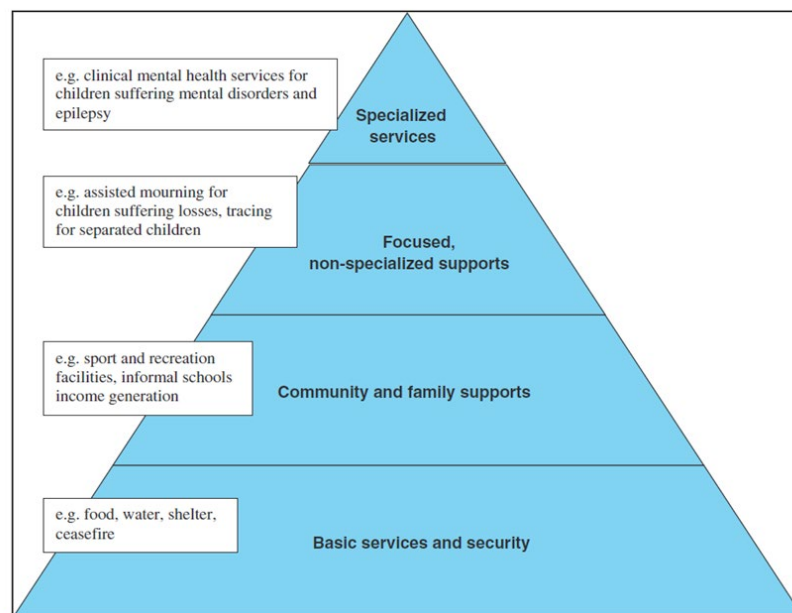 e.g. clinical mental health services for
children suffering mental disorders and
epilepsy
Specialized
services
e.g. assisted mourning for
children suffering losses, tracing
for separated children
Focused,
non-specialized supports
e.g. sport and recreation
facilities, informal schools
income generation
Community and family supports
e.g. food, water, shelter,
ceasefire
Basic services and security